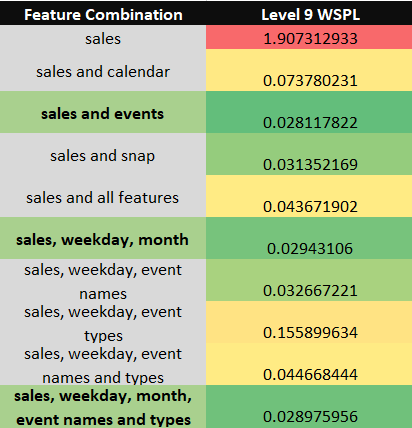 Feature Combination Level 9 WSPL
sales 1.907312933
sales and calendar 0.073780231
sales and events 0.028117822
sales and snap 0.031352169
sales and all features 0.043671902
sales, weekday, month 0.02943106
sales, weekday, event
names 0.032667221
sales, weekday, event
types 0.155899634
sales, weekday, event
names and types 0.044668444
sales, weekday, month,
event names and types 0.028975956